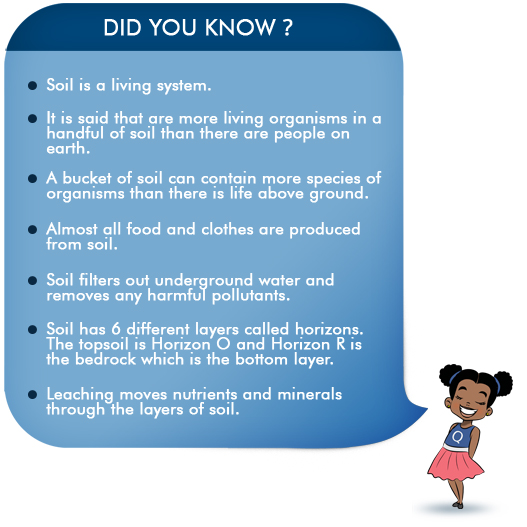 DID YOU KNOW ?
Soil is a living system.
It is said that are more living organisms in a
handful of soil than there are people on
earth.
A bucket of soil can contain more species of
organisms than there is life above ground.
Almost all food and clothes are produced
from soil.
Soil filters out underground water and
removes any harmful pollutants.
Soil has 6 different layers called horizons.
The topsoil is Horizon O and Horizon R is
the bedrock which is the bottom layer.
Leaching moves nutrients and minerals
through the layers of soil.
Q